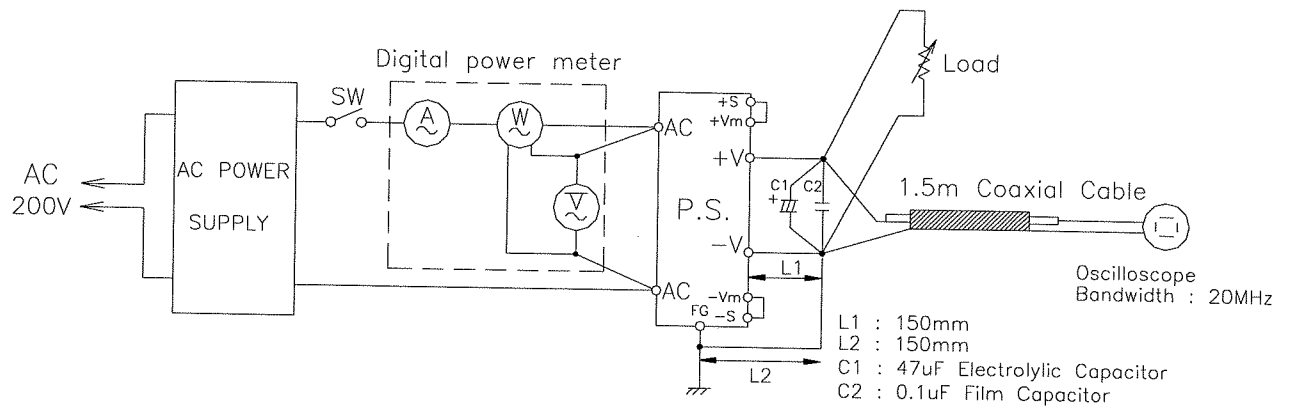 Digital power meter
Load
SW
A
W
V
AC
200V
AC POWER
SUPPLY
AC
AC
P.S.
+S
+Vm
+V
-V
-Vm
-S
FG
C1
+
C2
L1
L2
1.5m Coaxial Cable
Oscilloscope
Bandwidth : 20MHz
L1 : 150mm
L2 : 150mm
C1 : 47uF Electrolylic Capacitor
C2 : 0.1uF Film Capacitor